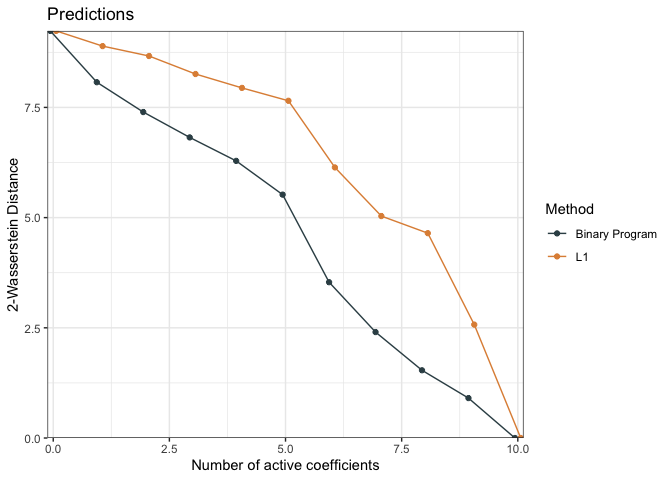 Predictions
7.5
5.0
2.5
0.0
0.0 2.5 5.0 7.5 10.0
Number of active coefficients
2-Wasserstein Distance
Method
Binary Program
L1